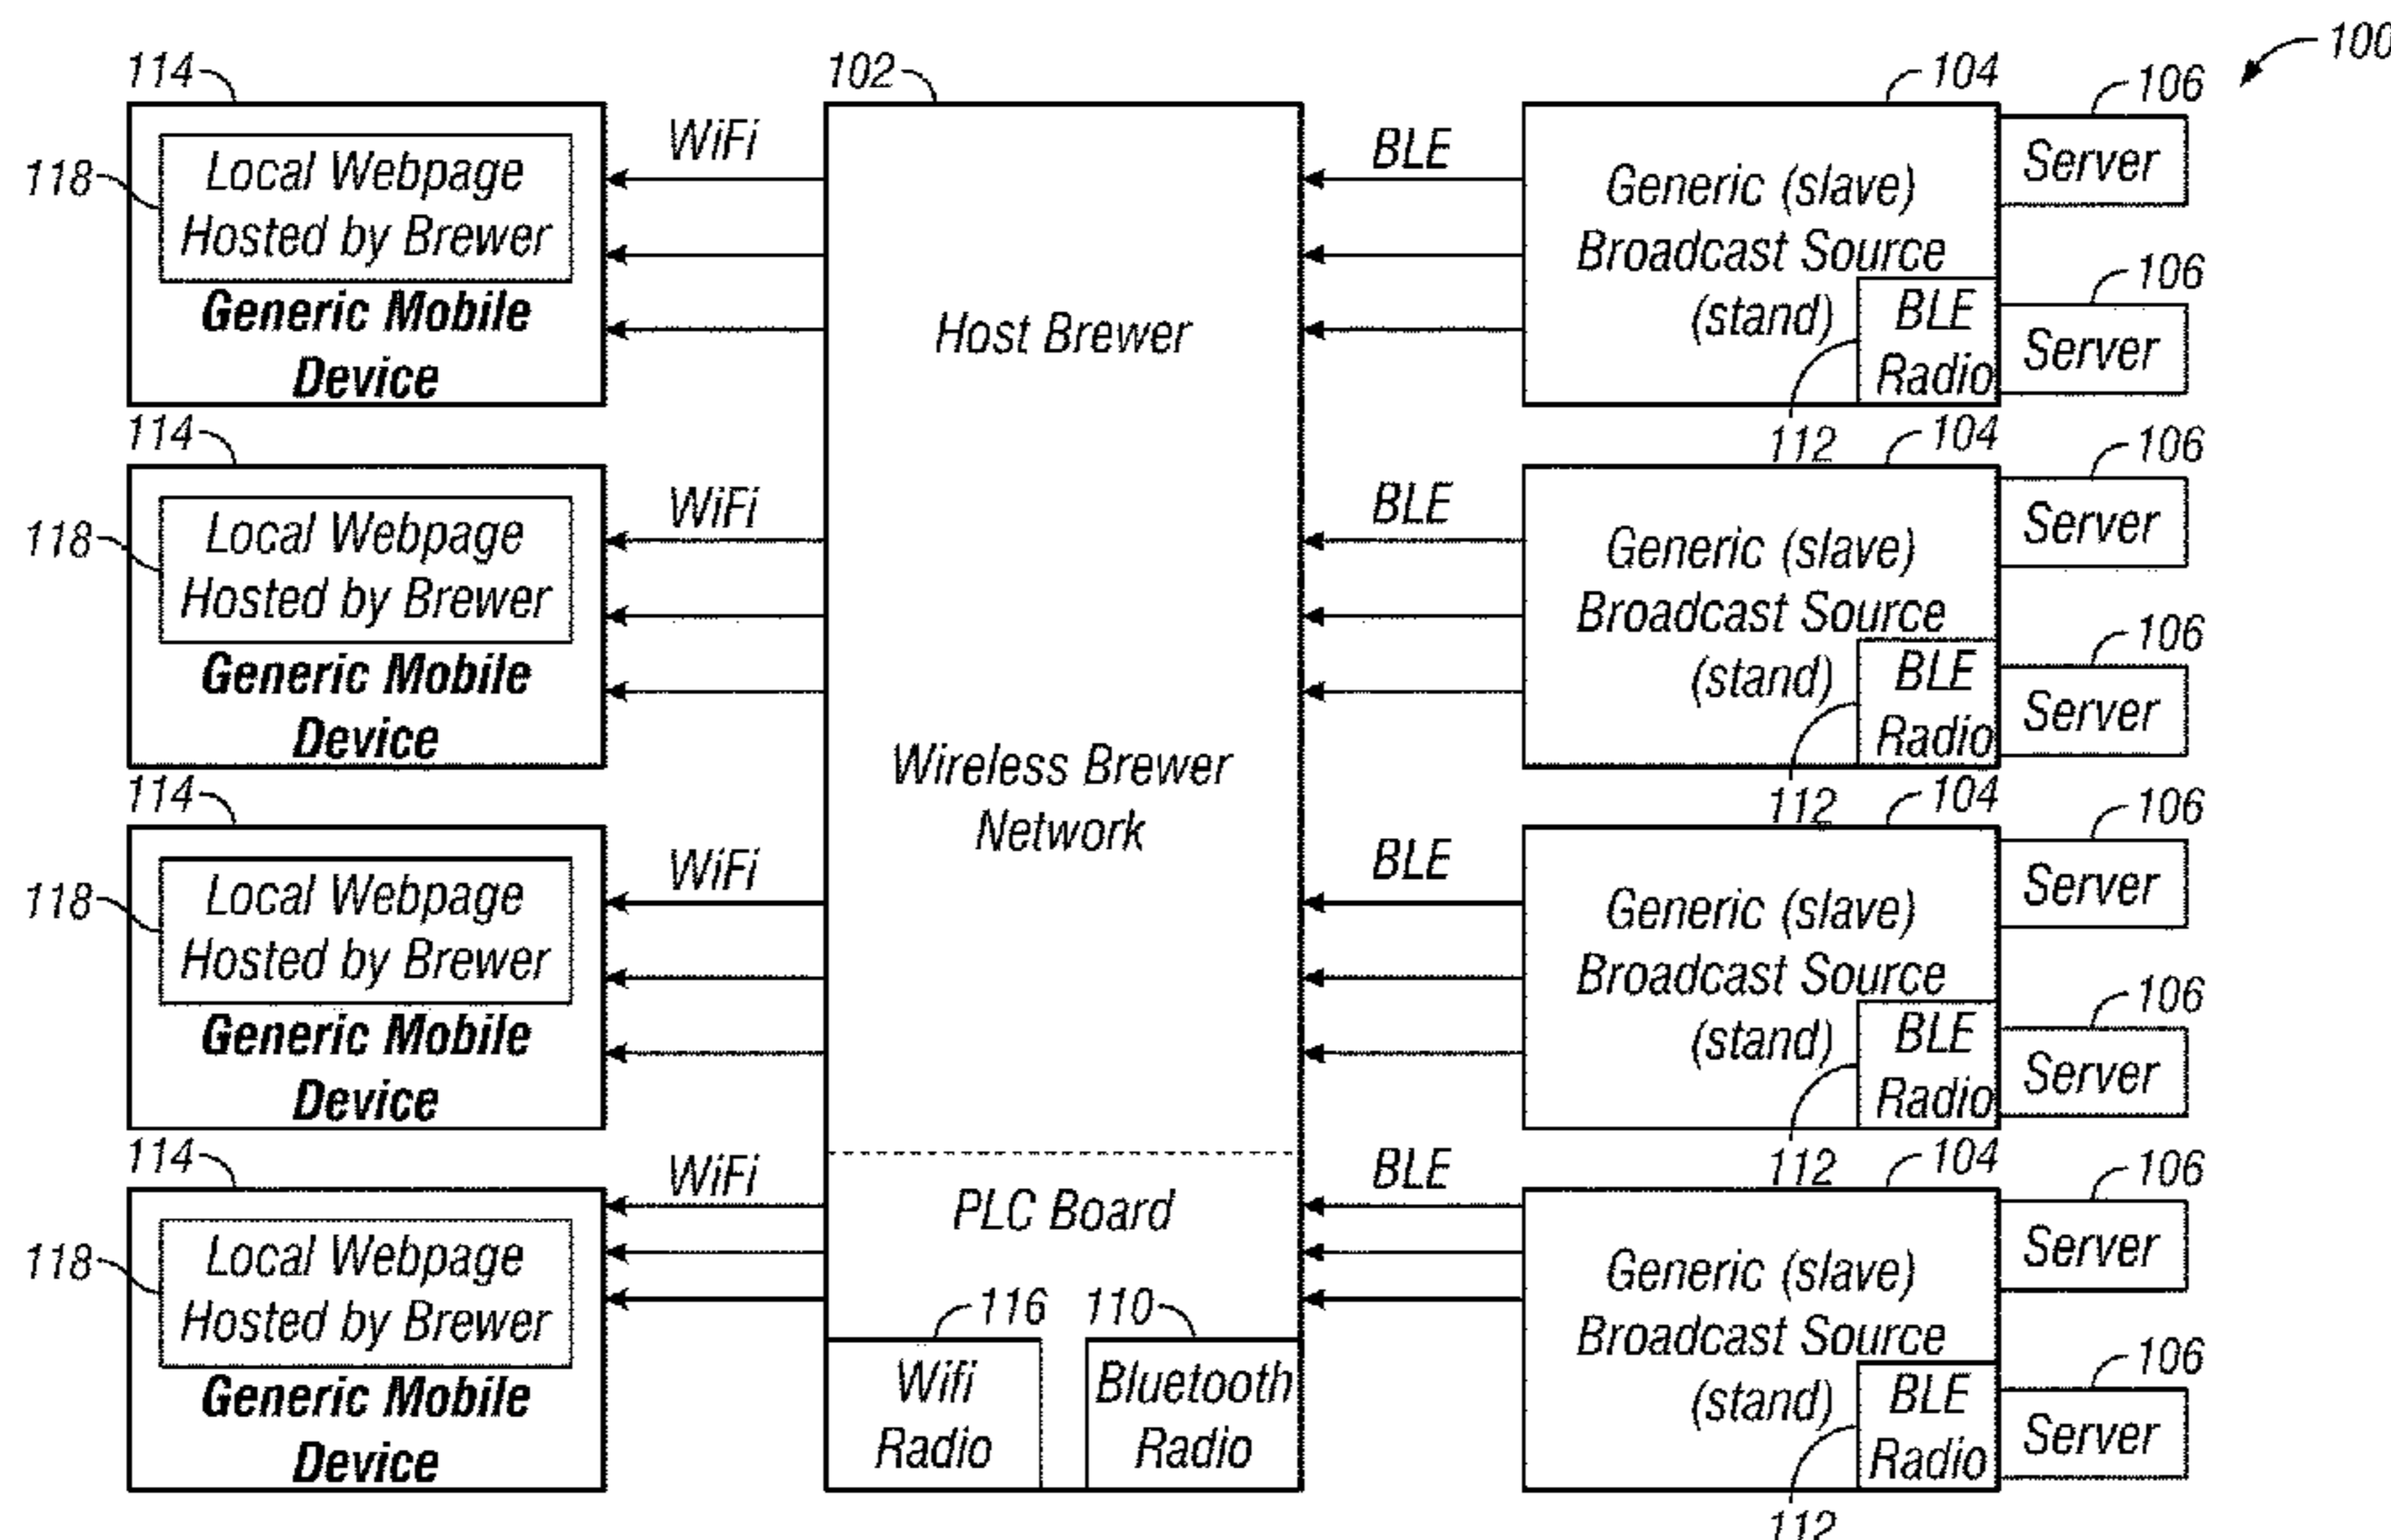 100
114
102
104
106
WiFi
BLE
Local Webpage
Hosted by Brewer
118
Generic Mobile
Device
Host Brewer
Generic (slave)
Broadcast Source
(stand)
BLE
Radio
Server
106
Server
112
114
104
106
WiFi
BLE
Local Webpage
Hosted by Brewer
118
Generic Mobile
Device
Wireless Brewer
Network
Generic (slave)
Broadcast Source
(stand)
BLE
Radio
Server
106
Server
112
114
104
106
WiFi
BLE
Local Webpage
Hosted by Brewer
118
Generic Mobile
Device
Generic (slave)
Broadcast Source
(stand)
BLE
Radio
Server
106
Server
112
114
104
106
WiFi
BLE
Local Webpage
Hosted by Brewer
118
Generic Mobile
Device
PLC Board
116
110
Wifi
Radio
Bluetooth
Radio
Generic (slave)
Broadcast Source
(stand)
BLE
Radio
Server
106
Server
112